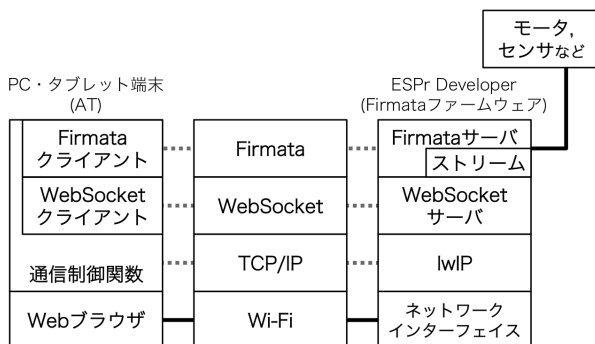 モータ,
センサなど
PC・タブレット端末
(AT)
ESPr Developer
(Firmataファームウェア)
Firmata
クライアント
Firmata
Firmataサーバ
ストリーム
WebSocket
クライアント
WebSocket
WebSocket
サーバ
通信制御関数
TCP/IP
lwIP
Webブラウザ
Wi-Fi
ネットワーク
インターフェイス